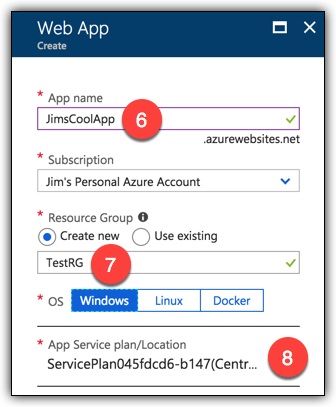 Web App
Create
* App name
JimsCoolApp
6
.azurewebsites.net
* Subscription
Jim's Personal Azure Account
* Resource Group
Create new Use existing
TestRG
7
* OS Windows Linux Docker
* App Service plan/Location
ServicePlan045fdcd6-b147(Centr...
8